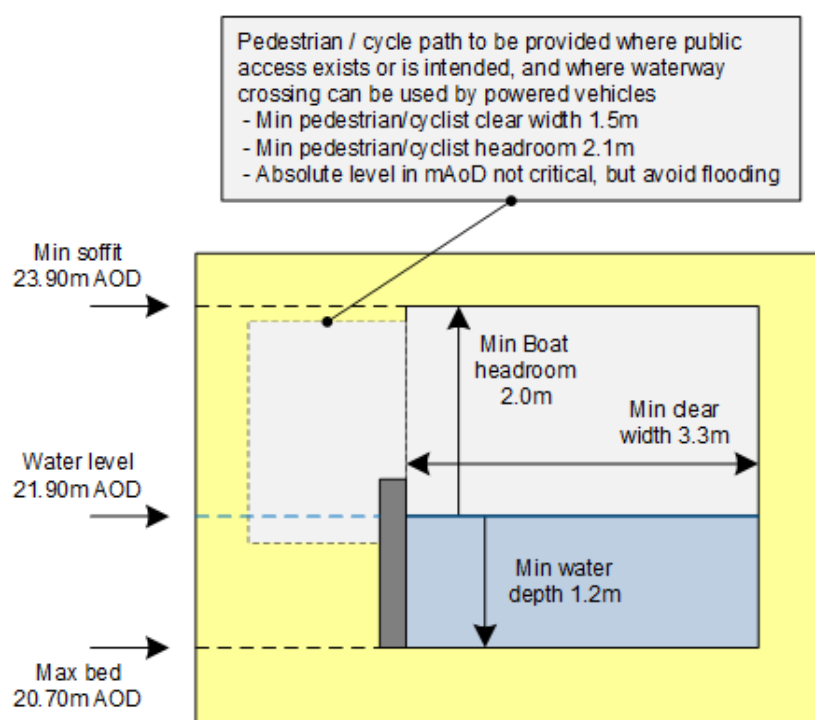 Pedestrian / cycle path to be provided where public
access exists or is intended, and where waterway
crossing can be used by powered vehicles
- Min pedestrian/cyclist clear width 1.5m
- Min pedestrian/cyclist headroom 2.1m
- Absolute level in mAoD not critical, but avoid flooding
Min soffit
23.90m AOD
Min Boat
headroom
2.0m
Min clear
width 3.3m
Water level
21.90m AOD
Min water
depth 1.2m
Max bed
20.70m AOD